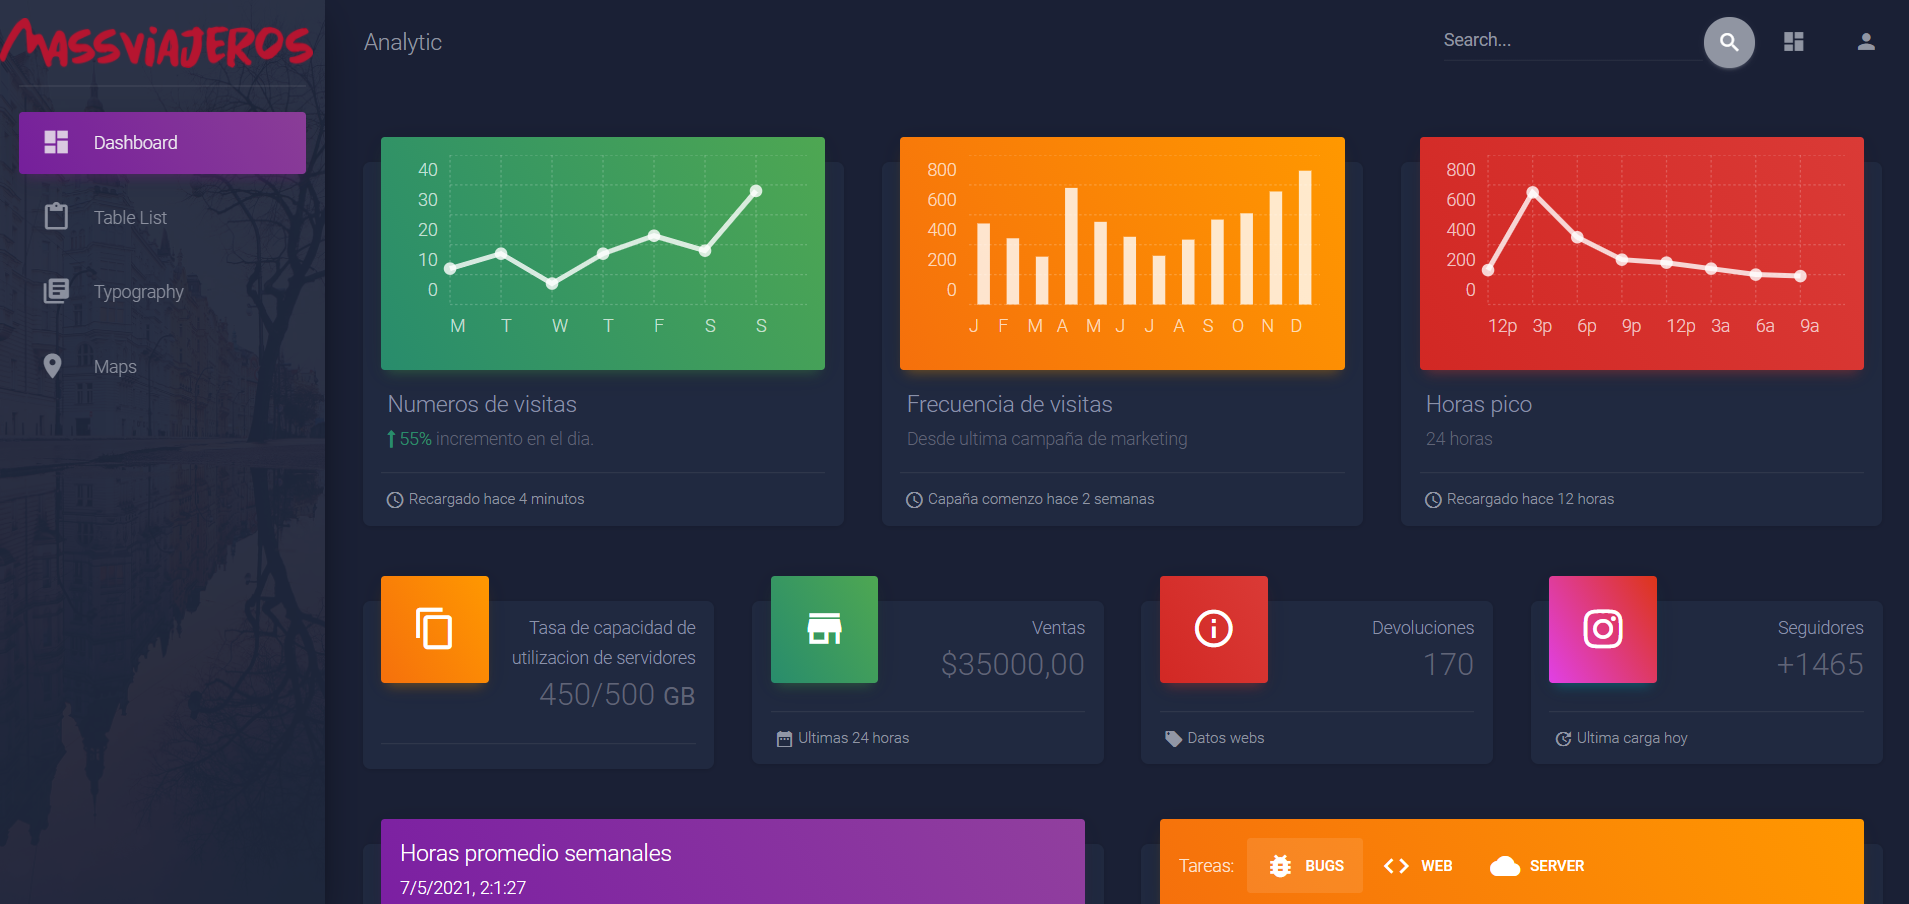 MASSVIAJEROS
Analytic
Search...
Dashboard
Table List
Typography
Maps
40
30
20
10
0
M T W T F S S
Numeros de visitas
55% incremento en el dia.
Recargado hace 4 minutos
800
600
400
200
0
J F M A M J J A S O N D
Frecuencia de visitas
Desde ultima campaña de marketing
Capaña comenzo hace 2 semanas
800
600
400
200
0
12p 3p 6p 9p 12p 3a 6a 9a
Horas pico
24 horas
Recargado hace 12 horas
Tasa de capacidad de
utilizacion de servidores
450/500 GB
Ventas
$35000,00
Ultimas 24 horas
Devoluciones
170
Datos webs
Seguidores
+1465
Ultima carga hoy
Horas promedio semanales
7/5/2021, 2:1:27
Tareas: BUGS WEB SERVER